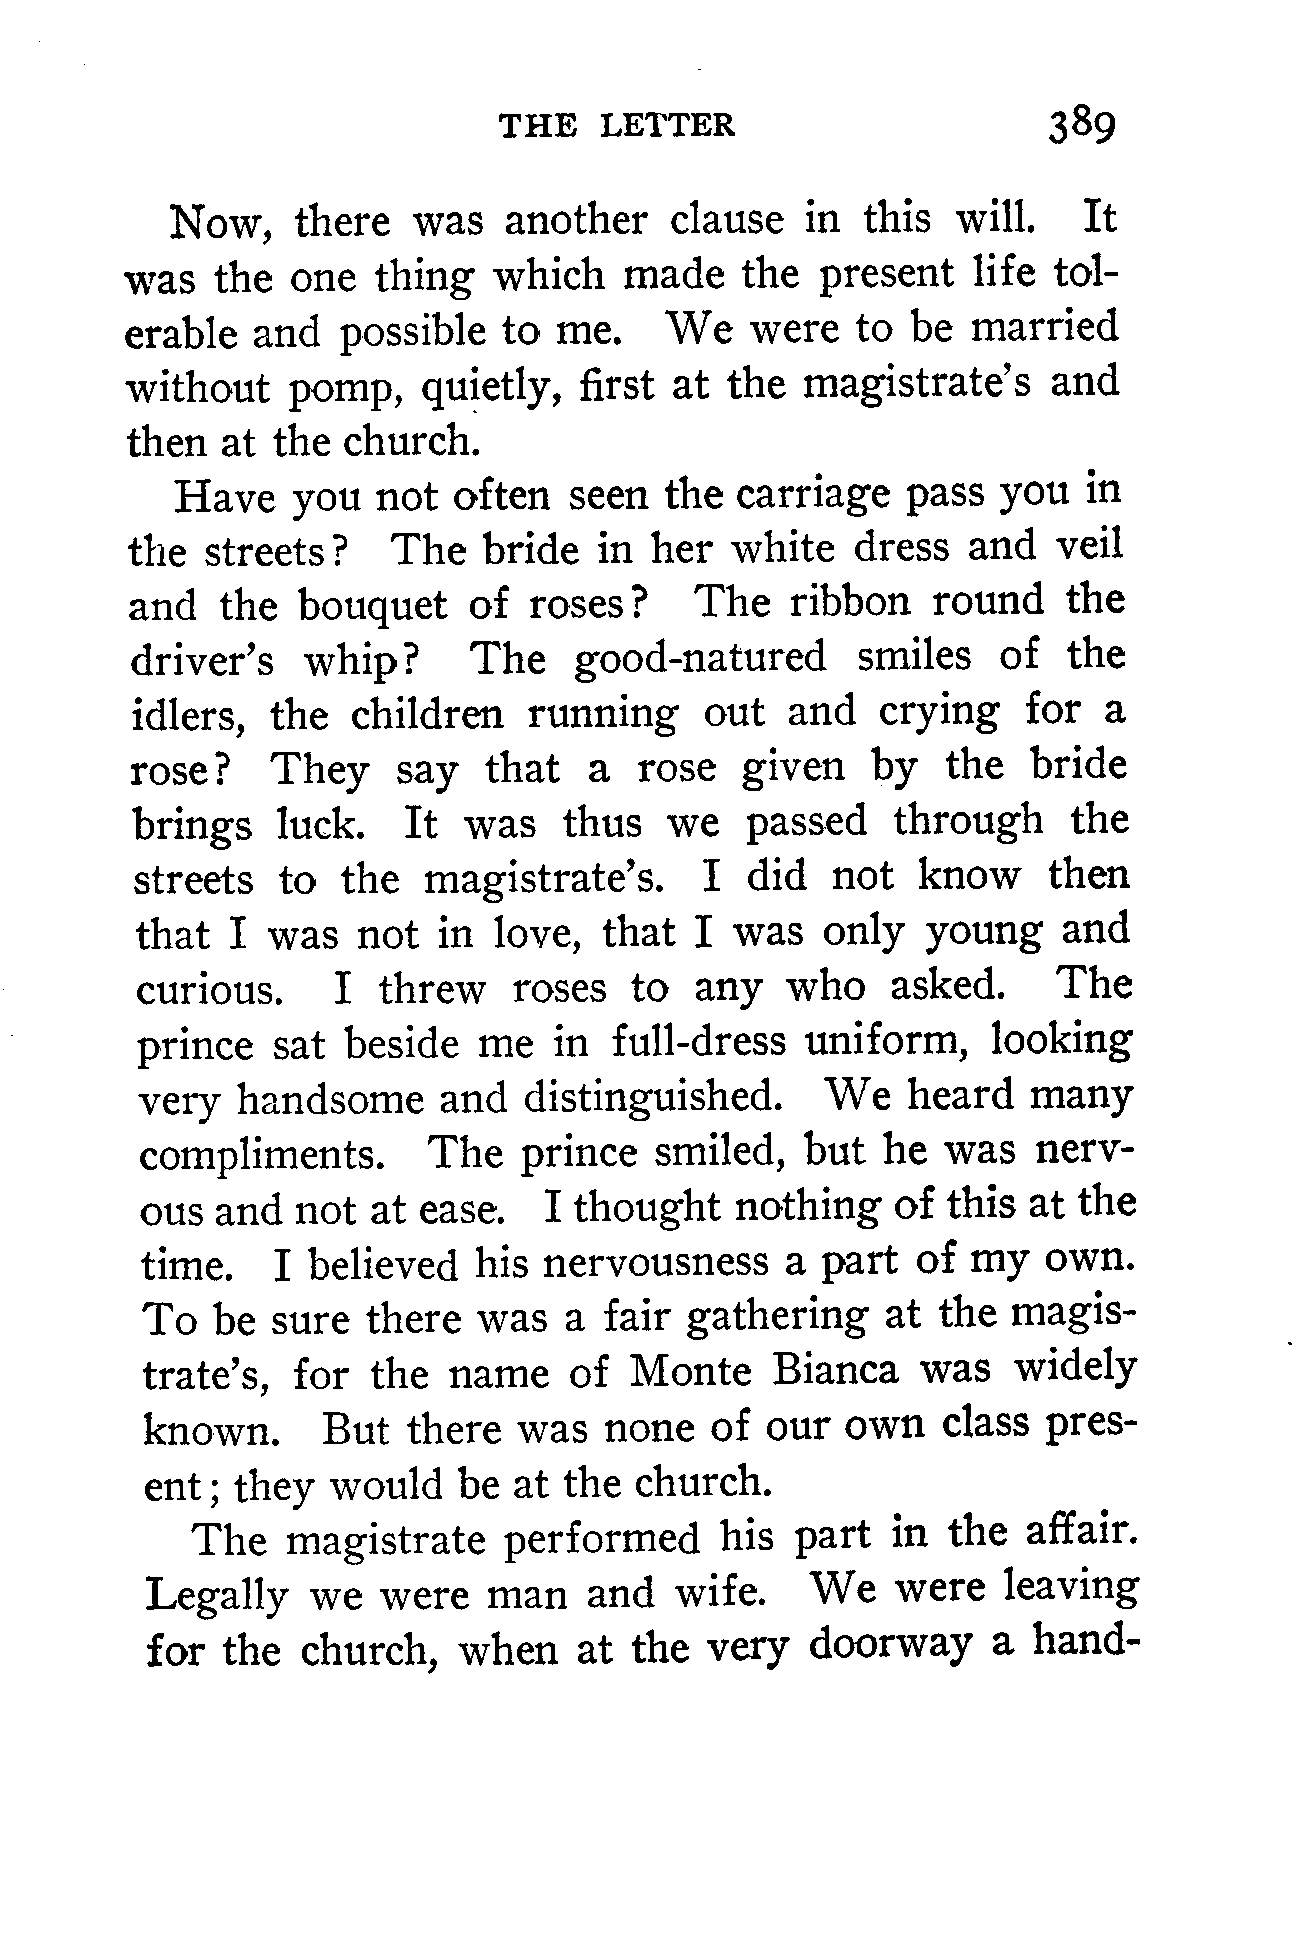 THE LETTER 389
Now, there was another clause in this will. It
was the one thing which made the present life tol-
erable and possible to me. We were to be married
without pomp, quietly, first at the magistrate's and
then at the church.
Have you not often seen the carriage pass you in
the streets? The bride in her white dress and veil
and the bouquet of roses? The ribbon round the
driver's whip? The good-natured smiles of the
idlers, the children running out and crying for a
rose? They say that a rose given by the bride
brings luck. It was thus we passed through the
streets to the magistrate's. I did not know then
that I was not in love, that I was only young and
curious. I threw roses to any who asked. The
prince sat beside me in full-dress uniform, looking
very handsome and distinguished. We heard many
compliments. The prince smiled, but he was nerv-
ous and not at ease. I thought nothing of this at the
time. I believed his nervousness a part of my own.
To be sure there was a fair gathering at the magis-
trate's, for the name of Monte Bianca was widely
known. But there was none of our own class pres-
ent; they would be at the church.
The magistrate performed his part in the affair.
Legally we were man and wife. We were leaving
for the church, when at the very doorway a hand-